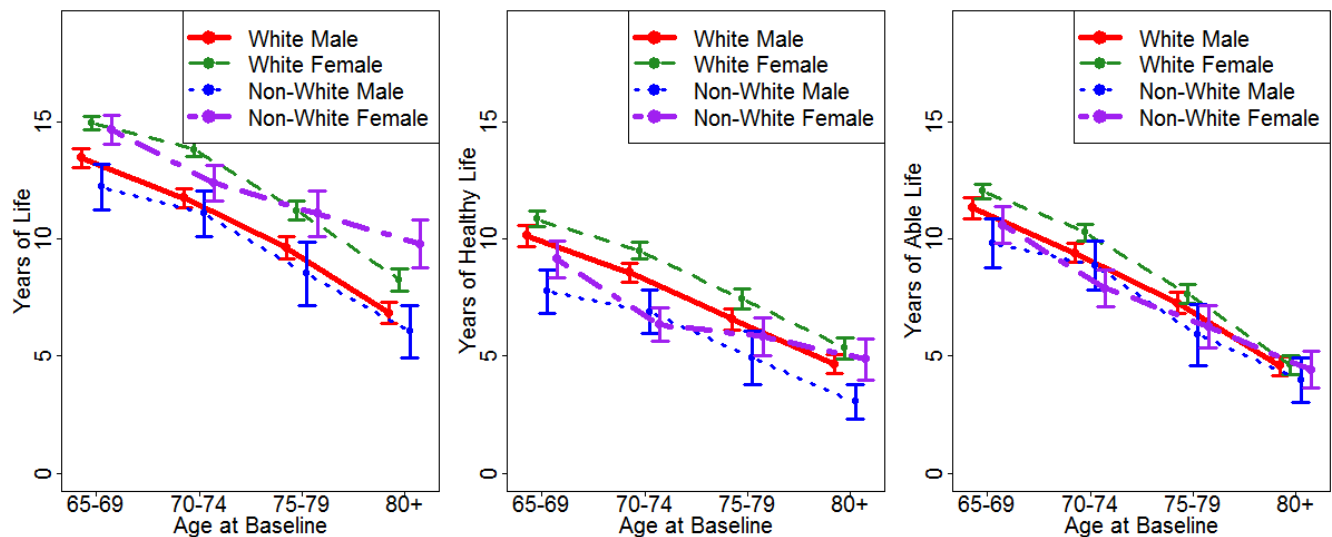 White Male
White Female
Non-White Male
Non-White Female
Years of Life
15
10
5
0
65-69
70-74
75-79
80+
Age at Baseline
White Male
White Female
Non-White Male
Non-White Female
Years of Healthy Life
15
10
5
0
65-69
70-74
75-79
80+
Age at Baseline
White Male
White Female
Non-White Male
Non-White Female
Years of Able Life
15
10
5
0
65-69
70-74
75-79
80+
Age at Baseline